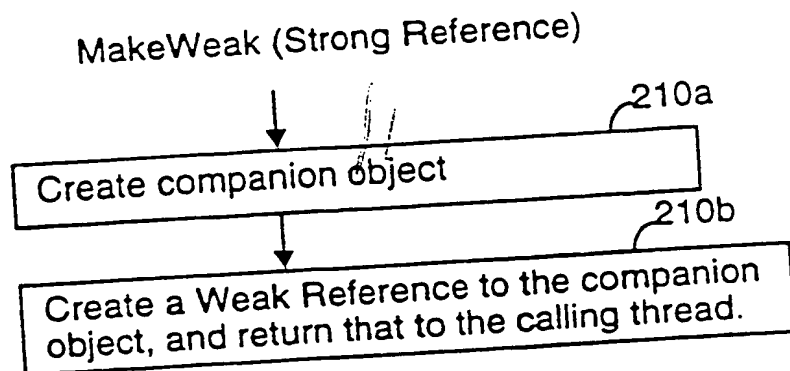 MakeWeak (Strong Reference)
210a
Create companion object
210b
Create a Weak Reference to the companion
object, and return that to the calling thread.